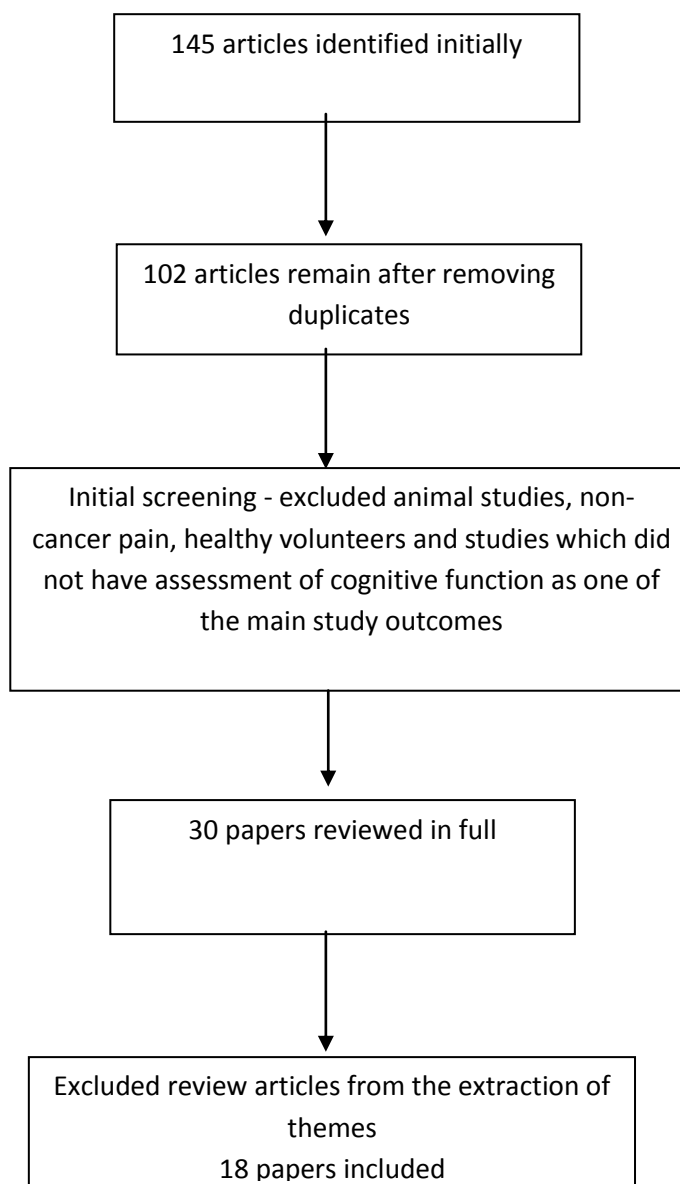 145 articles identified initially
102 articles remain after removing
duplicates
Initial screening - excluded animal studies, non-
cancer pain, healthy volunteers and studies which did
not have assessment of cognitive function as one of
the main study outcomes
30 papers reviewed in full
Excluded review articles from the extraction of
themes
18 papers included